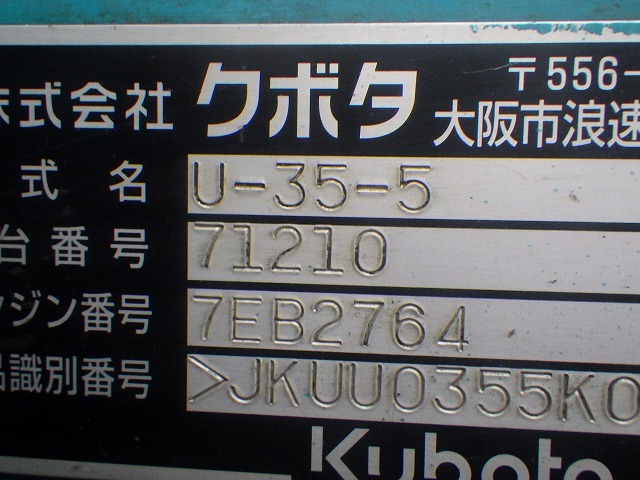 株式会社 クボタ 〒556-
大阪市浪速
式名 U-35-5
台番号 71210
ンジン番号 7EB2764
品識別番号 >JKUU0355K0
Kubota